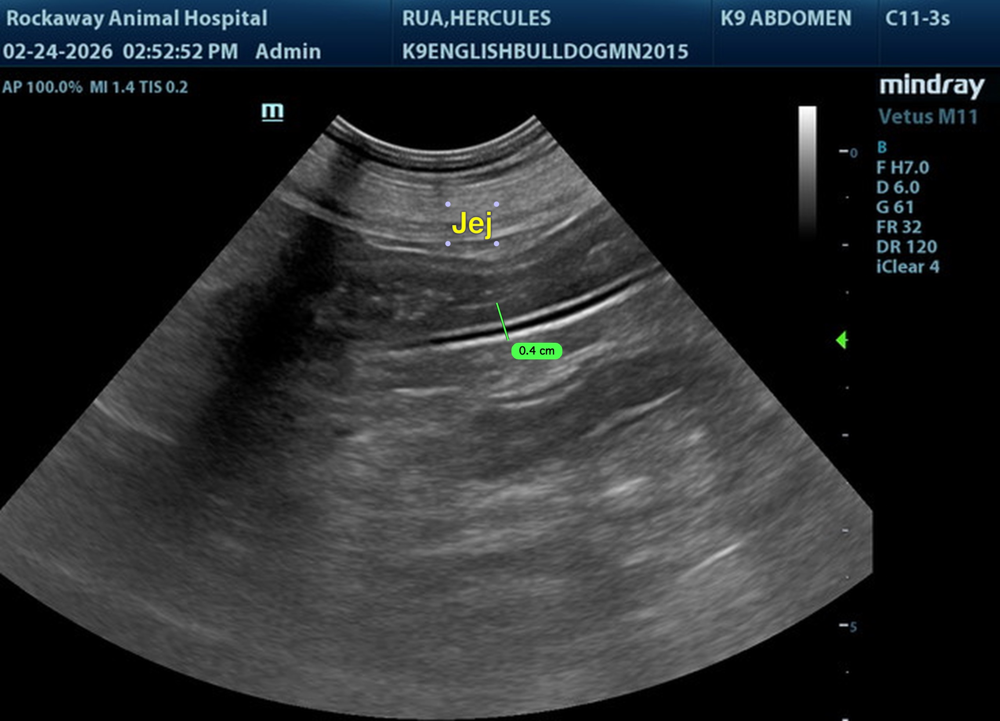 Rockaway Animal Hospital
RUA,HERCULES
K9 ABDOMEN
C11-3s
02-24-2026 02:52:52 PM Admin
K9ENGLISHBULLDOGMN2015
AP 100.0% MI 1.4 TIS 0.2
mindray
m
Vetus M11
B
0
F H7.0
D 6.0
G 61
FR 32
DR 120
iClear 4
Jej
0.4 cm
5